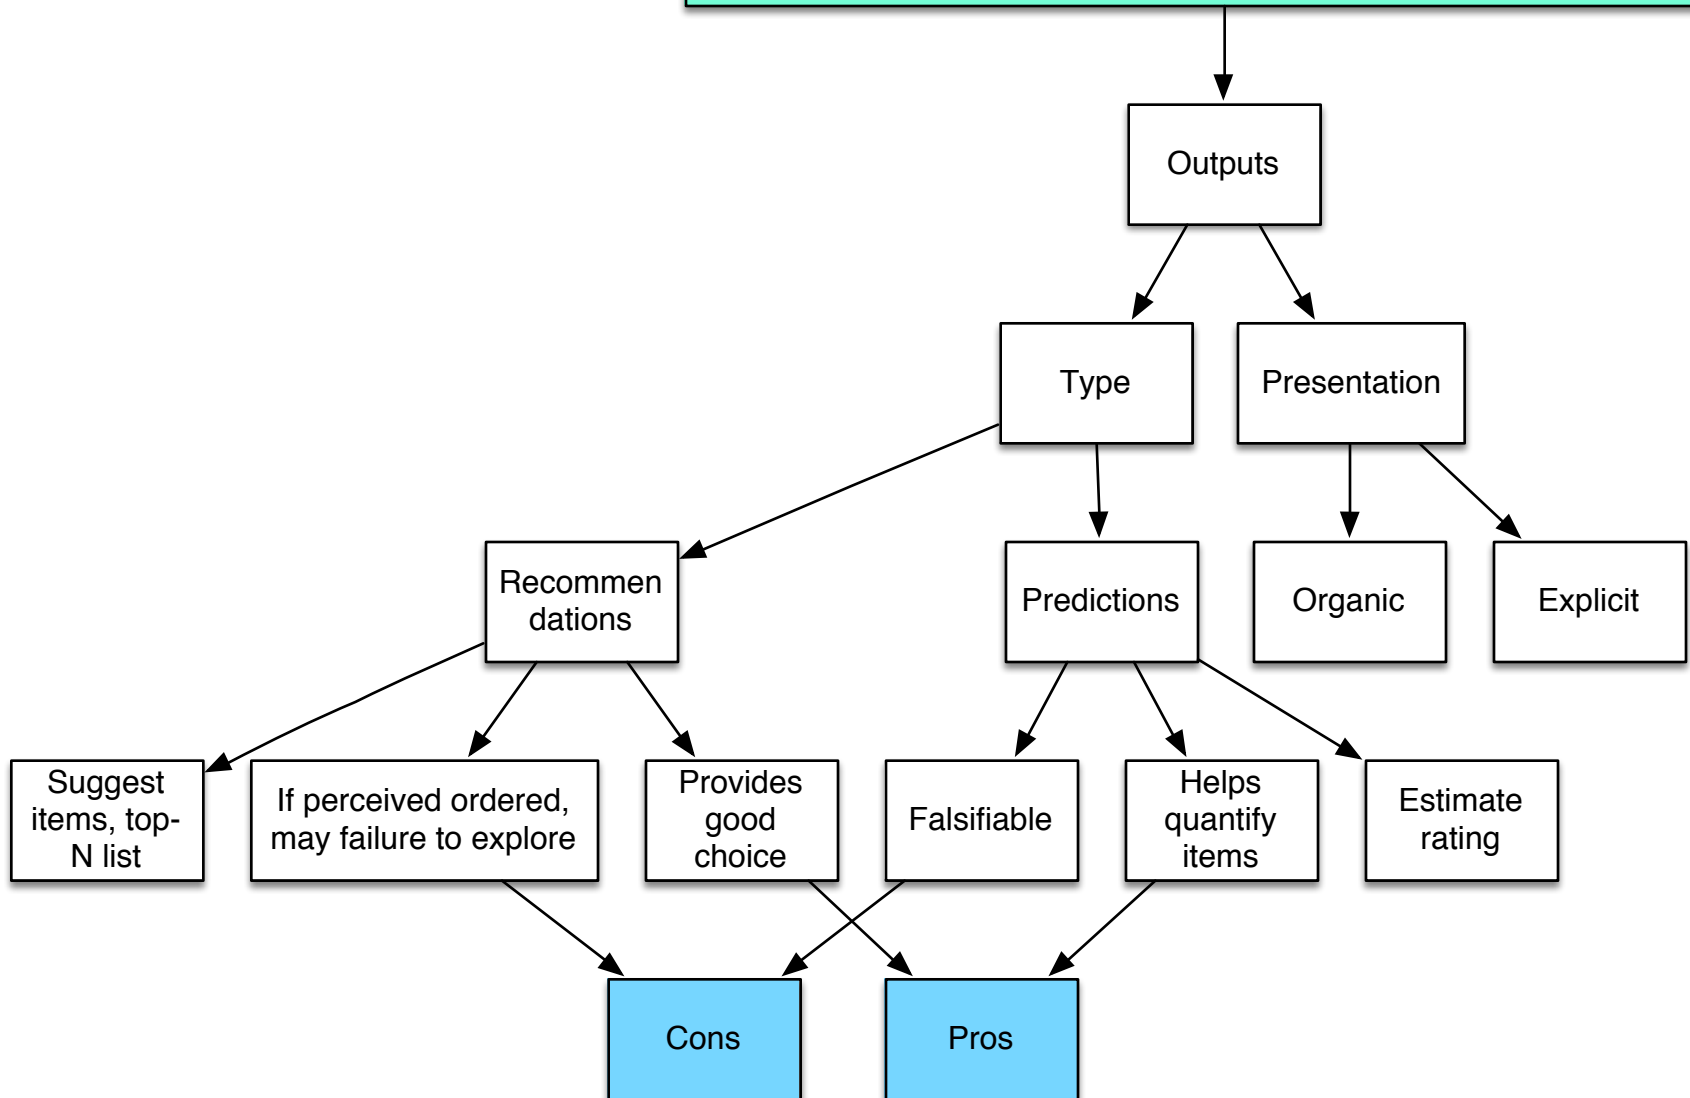 Outputs
Type
Presentation
Recommen
dations
Predictions
Organic
Explicit
Suggest
items, top-
N list
If perceived ordered,
may failure to explore
Provides
good
choice
Falsifiable
Helps
quantify
items
Estimate
rating
Cons
Pros